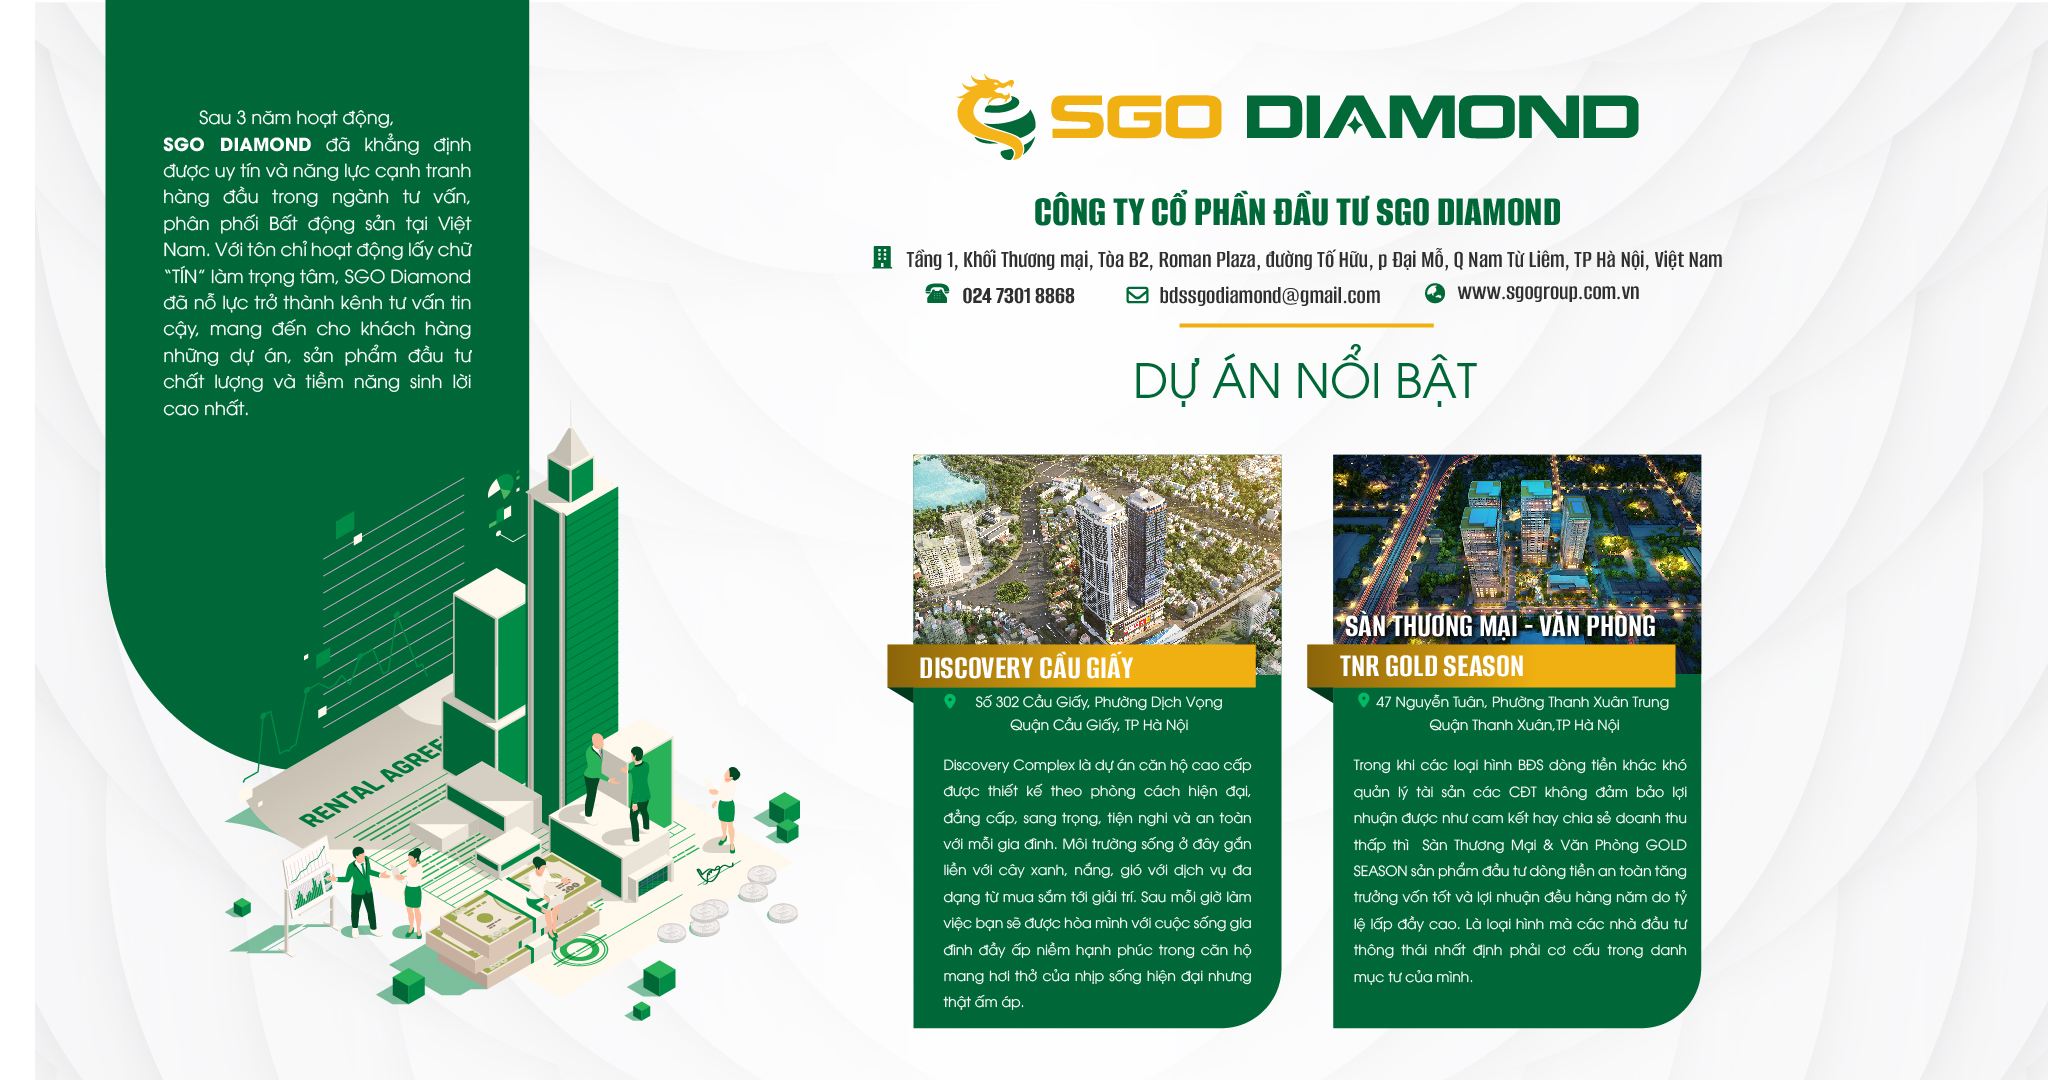 Sau 3 năm hoạt động,
SGO DIAMOND đã khẳng định
được uy tín và năng lực cạnh tranh
hàng đầu trong ngành tư vấn,
phân phối Bất động sản tại Việt
Nam. Với tôn chỉ hoạt động lấy chữ
“TÍN” làm trọng tâm, SGO Diamond
đã nỗ lực trở thành kênh tư vấn tin
cậy, mang đến cho khách hàng
những dự án, sản phẩm đầu tư
chất lượng và tiềm năng sinh lời
cao nhất.
RENTAL AGREE
SGO DIAMOND
CÔNG TY CỔ PHẦN ĐẦU TƯ SGO DIAMOND
Tầng 1, Khối Thương mại, Tòa B2, Roman Plaza, đường Tố Hữu, p Đại Mỗ, Q Nam Từ Liêm, TP Hà Nội, Việt Nam
024 7301 8868 bdssgodiamond@gmail.com www.sgogroup.com.vn
DỰ ÁN NỔI BẬT
DISCOVERY CẦU GIẤY
Số 302 Cầu Giấy, Phường Dịch Vọng
Quận Cầu Giấy, TP Hà Nội
Discovery Complex là dự án căn hộ cao cấp
được thiết kế theo phòng cách hiện đại,
đẳng cấp, sang trọng, tiện nghi và an toàn
với mỗi gia đình. Môi trường sống ở đây gắn
liền với cây xanh, nắng, gió với dịch vụ đa
dạng từ mua sắm tới giải trí. Sau mỗi giờ làm
việc bạn sẽ được hòa mình với cuộc sống gia
đình đầy ấp niềm hạnh phúc trong căn hộ
mang hơi thở của nhịp sống hiện đại nhưng
thật ấm áp.
SÀN THƯƠNG MẠI - VĂN PHÒNG
TNR GOLD SEASON
47 Nguyễn Tuân, Phường Thanh Xuân Trung
Quận Thanh Xuân,TP Hà Nội
Trong khi các loại hình BĐS dòng tiền khác khó
quản lý tài sản các CĐT không đảm bảo lợi
nhuận được như cam kết hay chia sẻ doanh thu
thấp thì Sàn Thương Mại & Văn Phòng GOLD
SEASON sản phẩm đầu tư dòng tiền an toàn tăng
trưởng vốn tốt và lợi nhuận đều hàng năm do tỷ
lệ lấp đầy cao. Là loại hình mà các nhà đầu tư
thông thái nhất định phải cơ cấu trong danh
mục tư của mình.